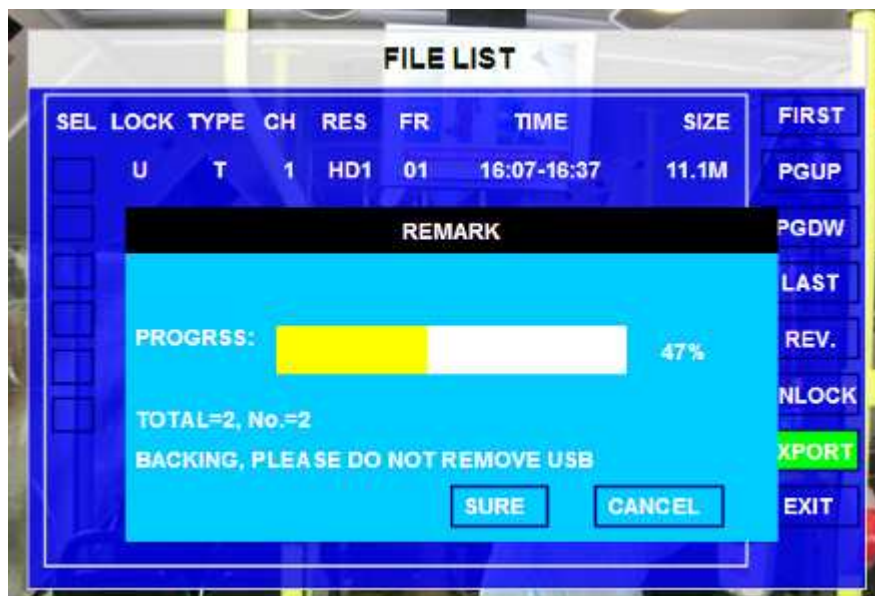 FILE LIST
SEL LOCK TYPE CH RES FR TIME SIZE
U T 1 HD1 01 16:07-16:37 11.1M
FIRST
PGUP
PGDW
LAST
REV.
NLOCK
XPORT
EXIT
REMARK
PROGRSS:
47%
TOTAL=2, No.=2
BACKING, PLEASE DO NOT REMOVE USB
SURE CANCEL